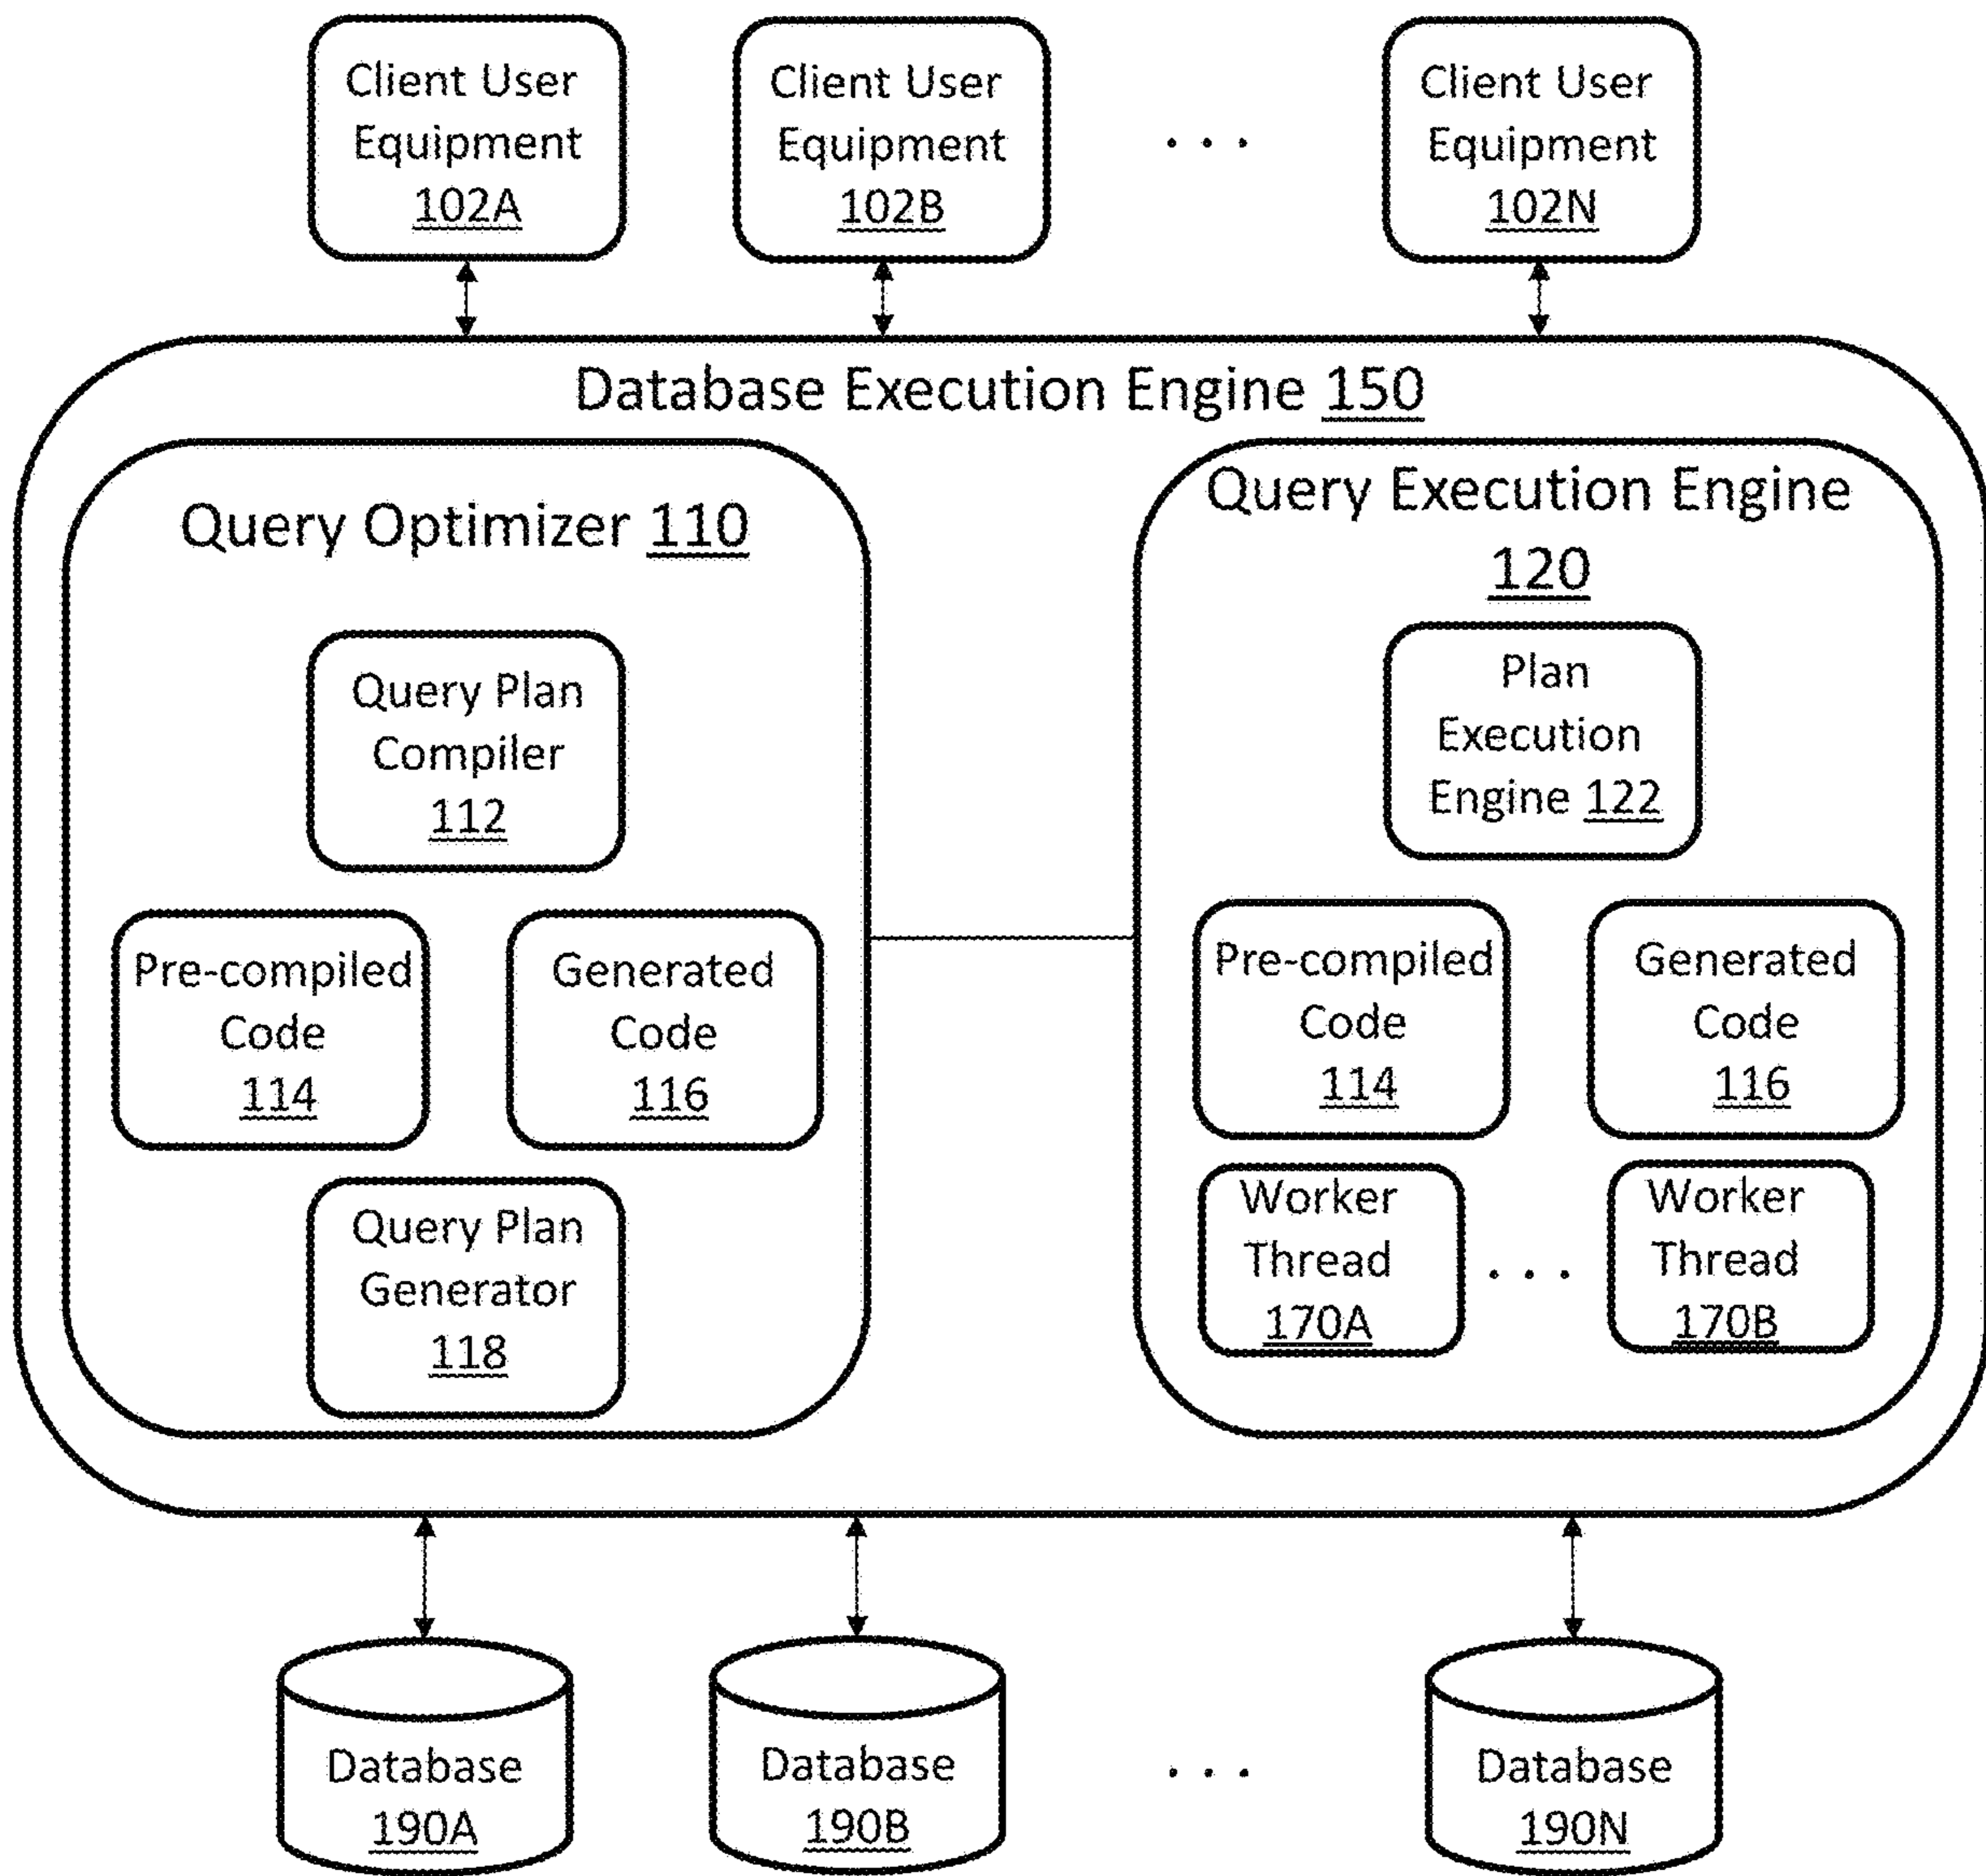 Client User
Equipment
102A
Client User
Equipment
102B
. . .
Client User
Equipment
102N
Database Execution Engine 150
Query Optimizer 110
Query Plan
Compiler
112
Pre-compiled
Code
114
Generated
Code
116
Query Plan
Generator
118
Query Execution Engine
120
Plan
Execution
Engine 122
Pre-compiled
Code
114
Generated
Code
116
Worker
Thread
170A
. . .
Worker
Thread
170B
Database
190A
Database
190B
. . .
Database
190N